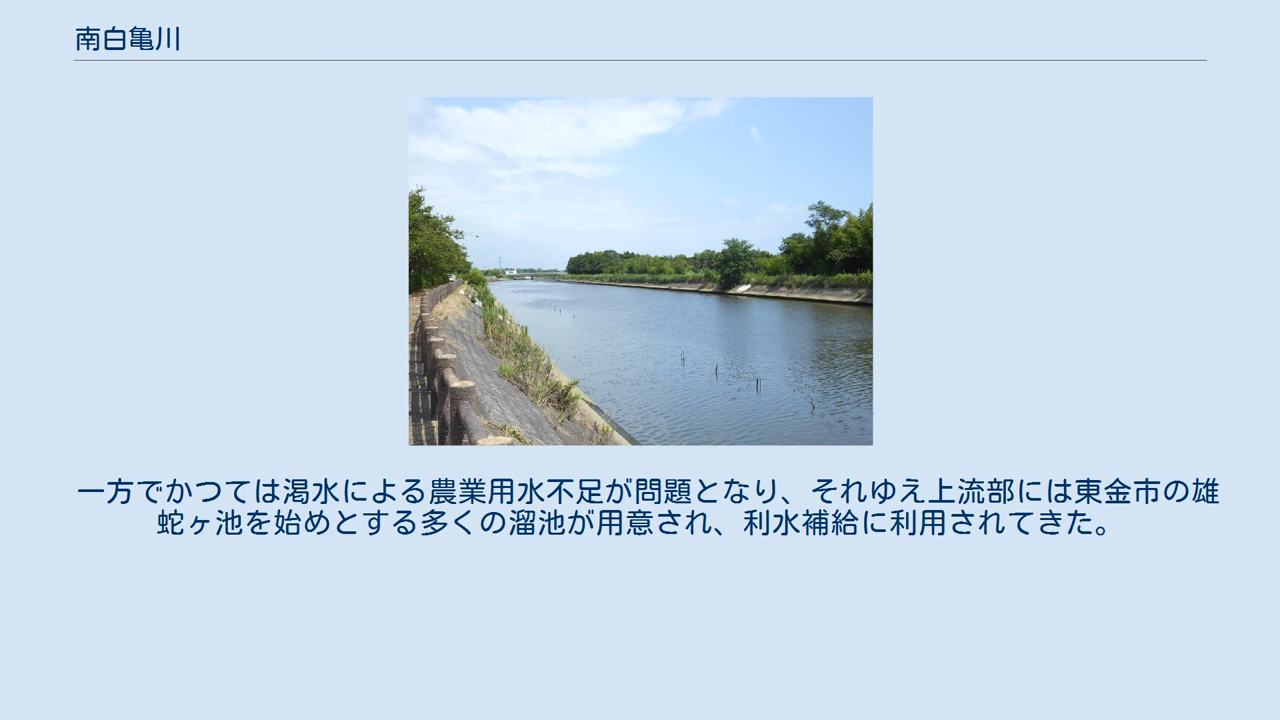 南白亀川
一方でかつては渇水による農業用水不足が問題となり、それゆえ上流部には東金市の雄
蛇ヶ池を始めとする多くの溜池が用意され、利水補給に利用されてきた。